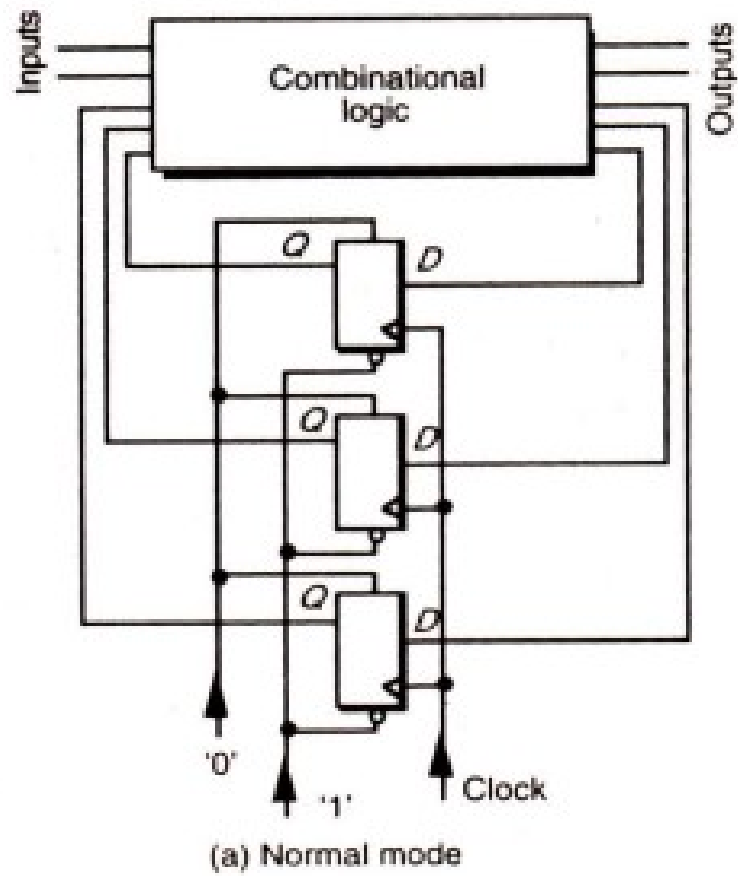 Inputs
Outputs
Combinational
logic
Q
D
Q
D
Q
D
'0'
'1'
Clock
(a) Normal mode